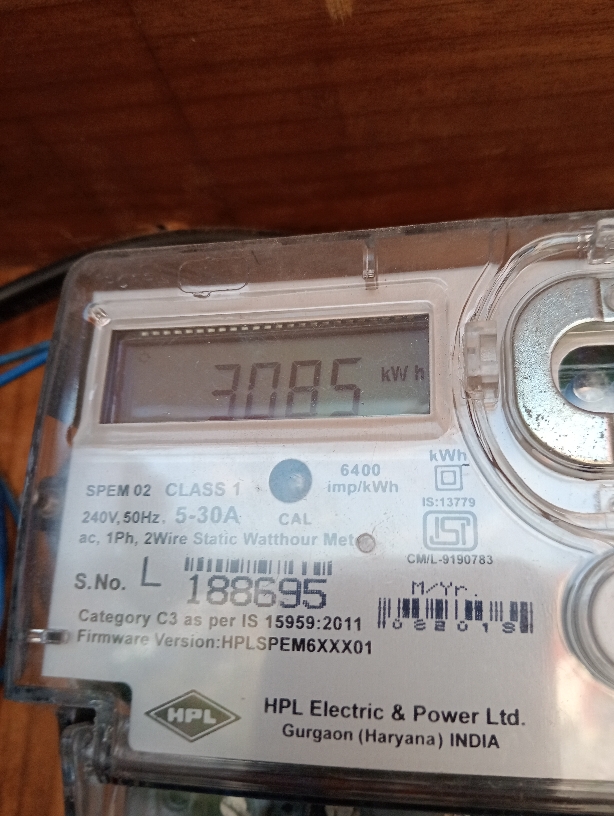 3085 kWh
kWh
6400
imp/kWh
SPEM 02 CLASS 1
240V, 50Hz. 5-30A
CAL
IS:13779
ISI
ac, 1Ph, 2Wire Static Watthour Meter
CM/L-9190783
S.No. L 188695
M/Yr.
Category C3 as per IS 15959:2011
Firmware Version:HPLSPEM6XXX01
HPL
HPL Electric & Power Ltd.
Gurgaon (Haryana) INDIA